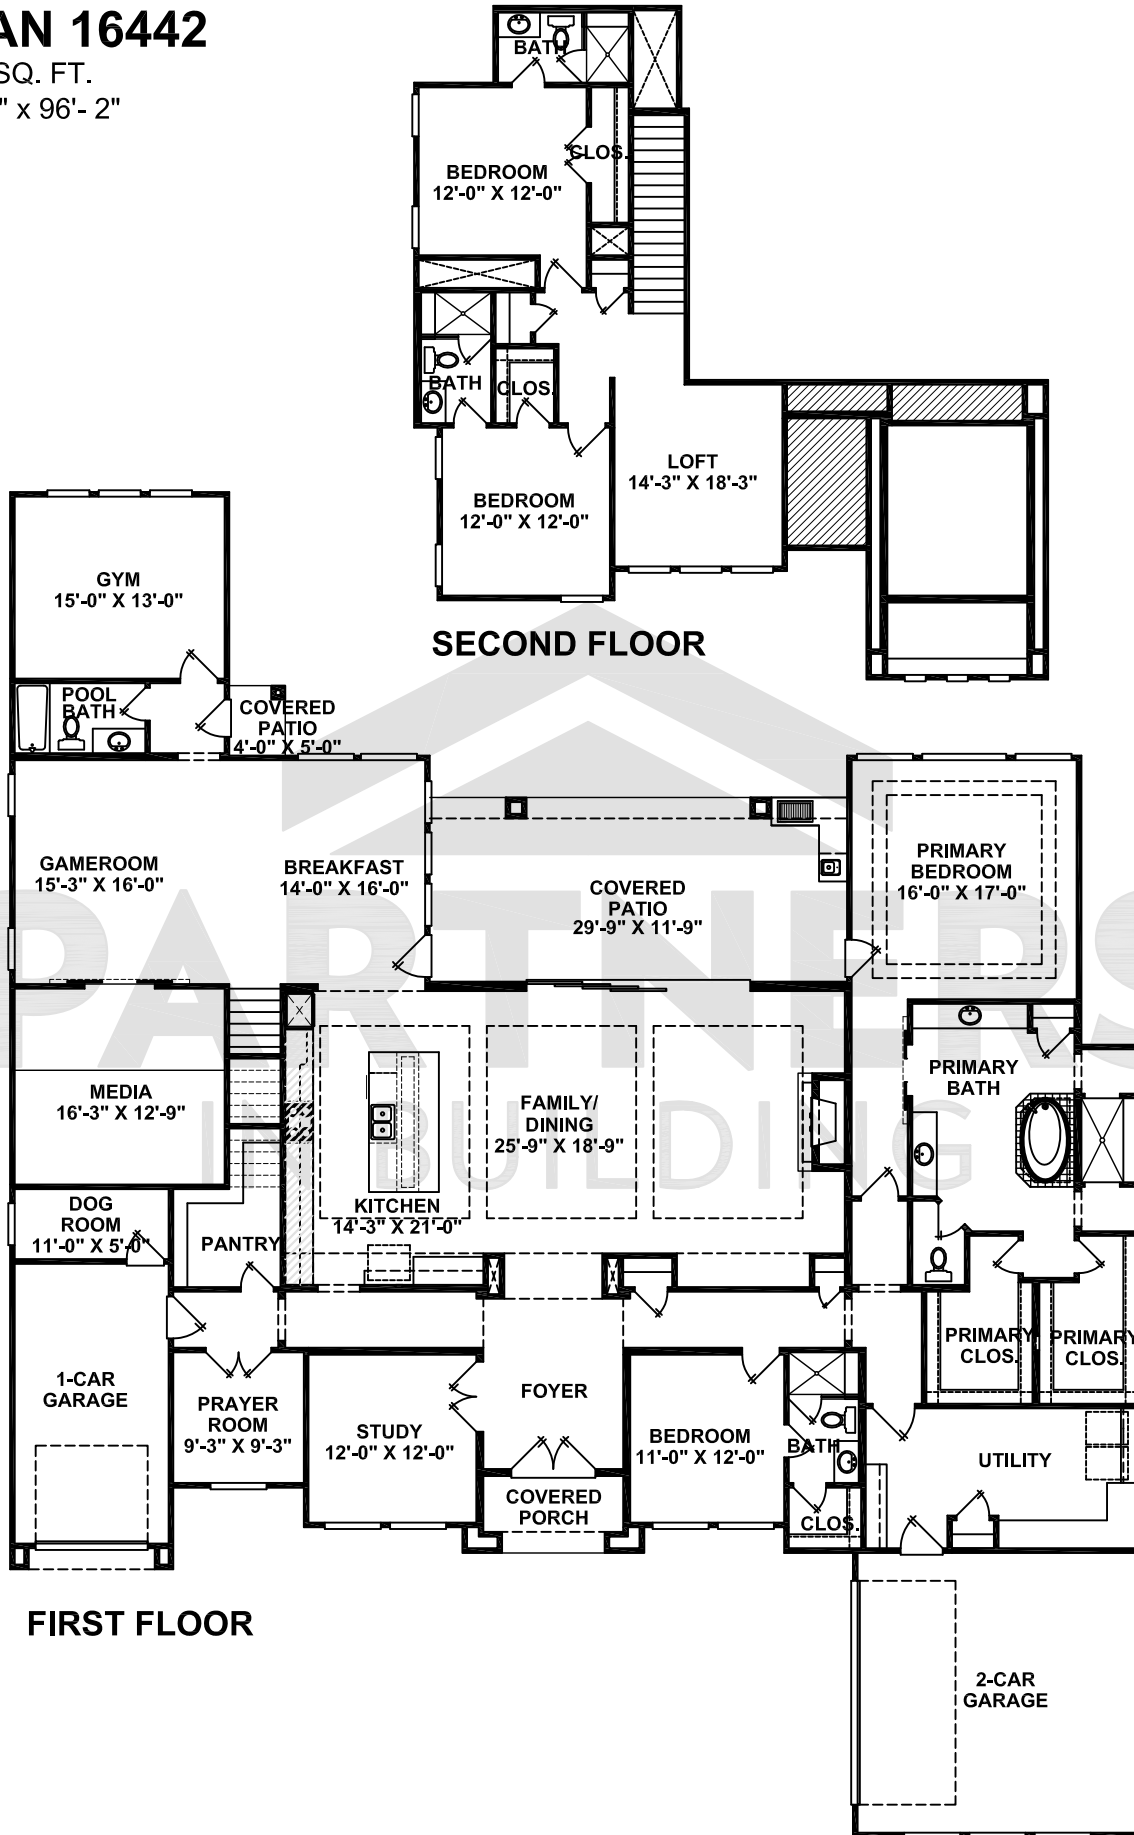 AN 16442
SQ. FT.
" x 96'- 2"
BATH
CLOS.
BEDROOM
12'-0" X 12'-0"
BATH
CLOS.
LOFT
14'-3" X 18'-3"
BEDROOM
12'-0" X 12'-0"
SECOND FLOOR
GYM
15'-0" X 13'-0"
POOL
BATH
COVERED
PATIO
4'-0" X 5'-0"
GAMEROOM
15'-3" X 16'-0"
BREAKFAST
14'-0" X 16'-0"
COVERED
PATIO
29'-9" X 11'-9"
PRIMARY
BEDROOM
16'-0" X 17'-0"
PARTNERS
IN BUILDING
MEDIA
16'-3" X 12'-9"
FAMILY/
DINING
25'-9" X 18'-9"
PRIMARY
BATH
KITCHEN
14'-3" X 21'-0"
DOG
ROOM
11'-0" X 5'-0"
PANTRY
PRIMARY
CLOS.
PRIMARY
CLOS.
1-CAR
GARAGE
PRAYER
ROOM
9'-3" X 9'-3"
STUDY
12'-0" X 12'-0"
FOYER
BEDROOM
11'-0" X 12'-0"
BATH
CLOS.
UTILITY
COVERED
PORCH
FIRST FLOOR
2-CAR
GARAGE